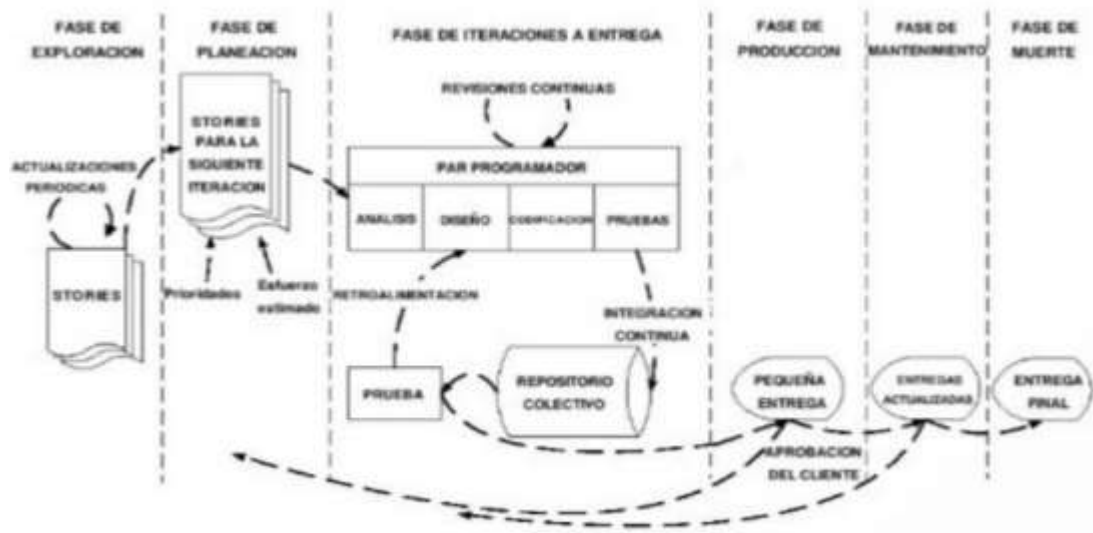 FASE DE
EXPLORACION
FASE DE
PLANEACION
FASE DE ITERACIONES A ENTREGA
FASE DE
PRODUCCION
FASE DE
MANTENIMIENTO
FASE DE
MUERTE
REVISIONES CONTINUAS
STORIES
PARA LA
SIGUIENTE
ITERACION
ACTUALIZACIONES
PERIODICAS
PAR PROGRAMADOR
ANALISIS
DISEÑO
CODIFICACION
PRUEBAS
STORIES
Prioridades
Esfuerzo
estimado
RETROALIMENTACION
INTEGRACION
CONTINUA
PRUEBA
REPOSITORIO
COLECTIVO
PEQUEÑA
ENTREGA
ENTREGAS
ACTUALIZADAS
ENTREGA
FINAL
APROBACION
DEL CLIENTE